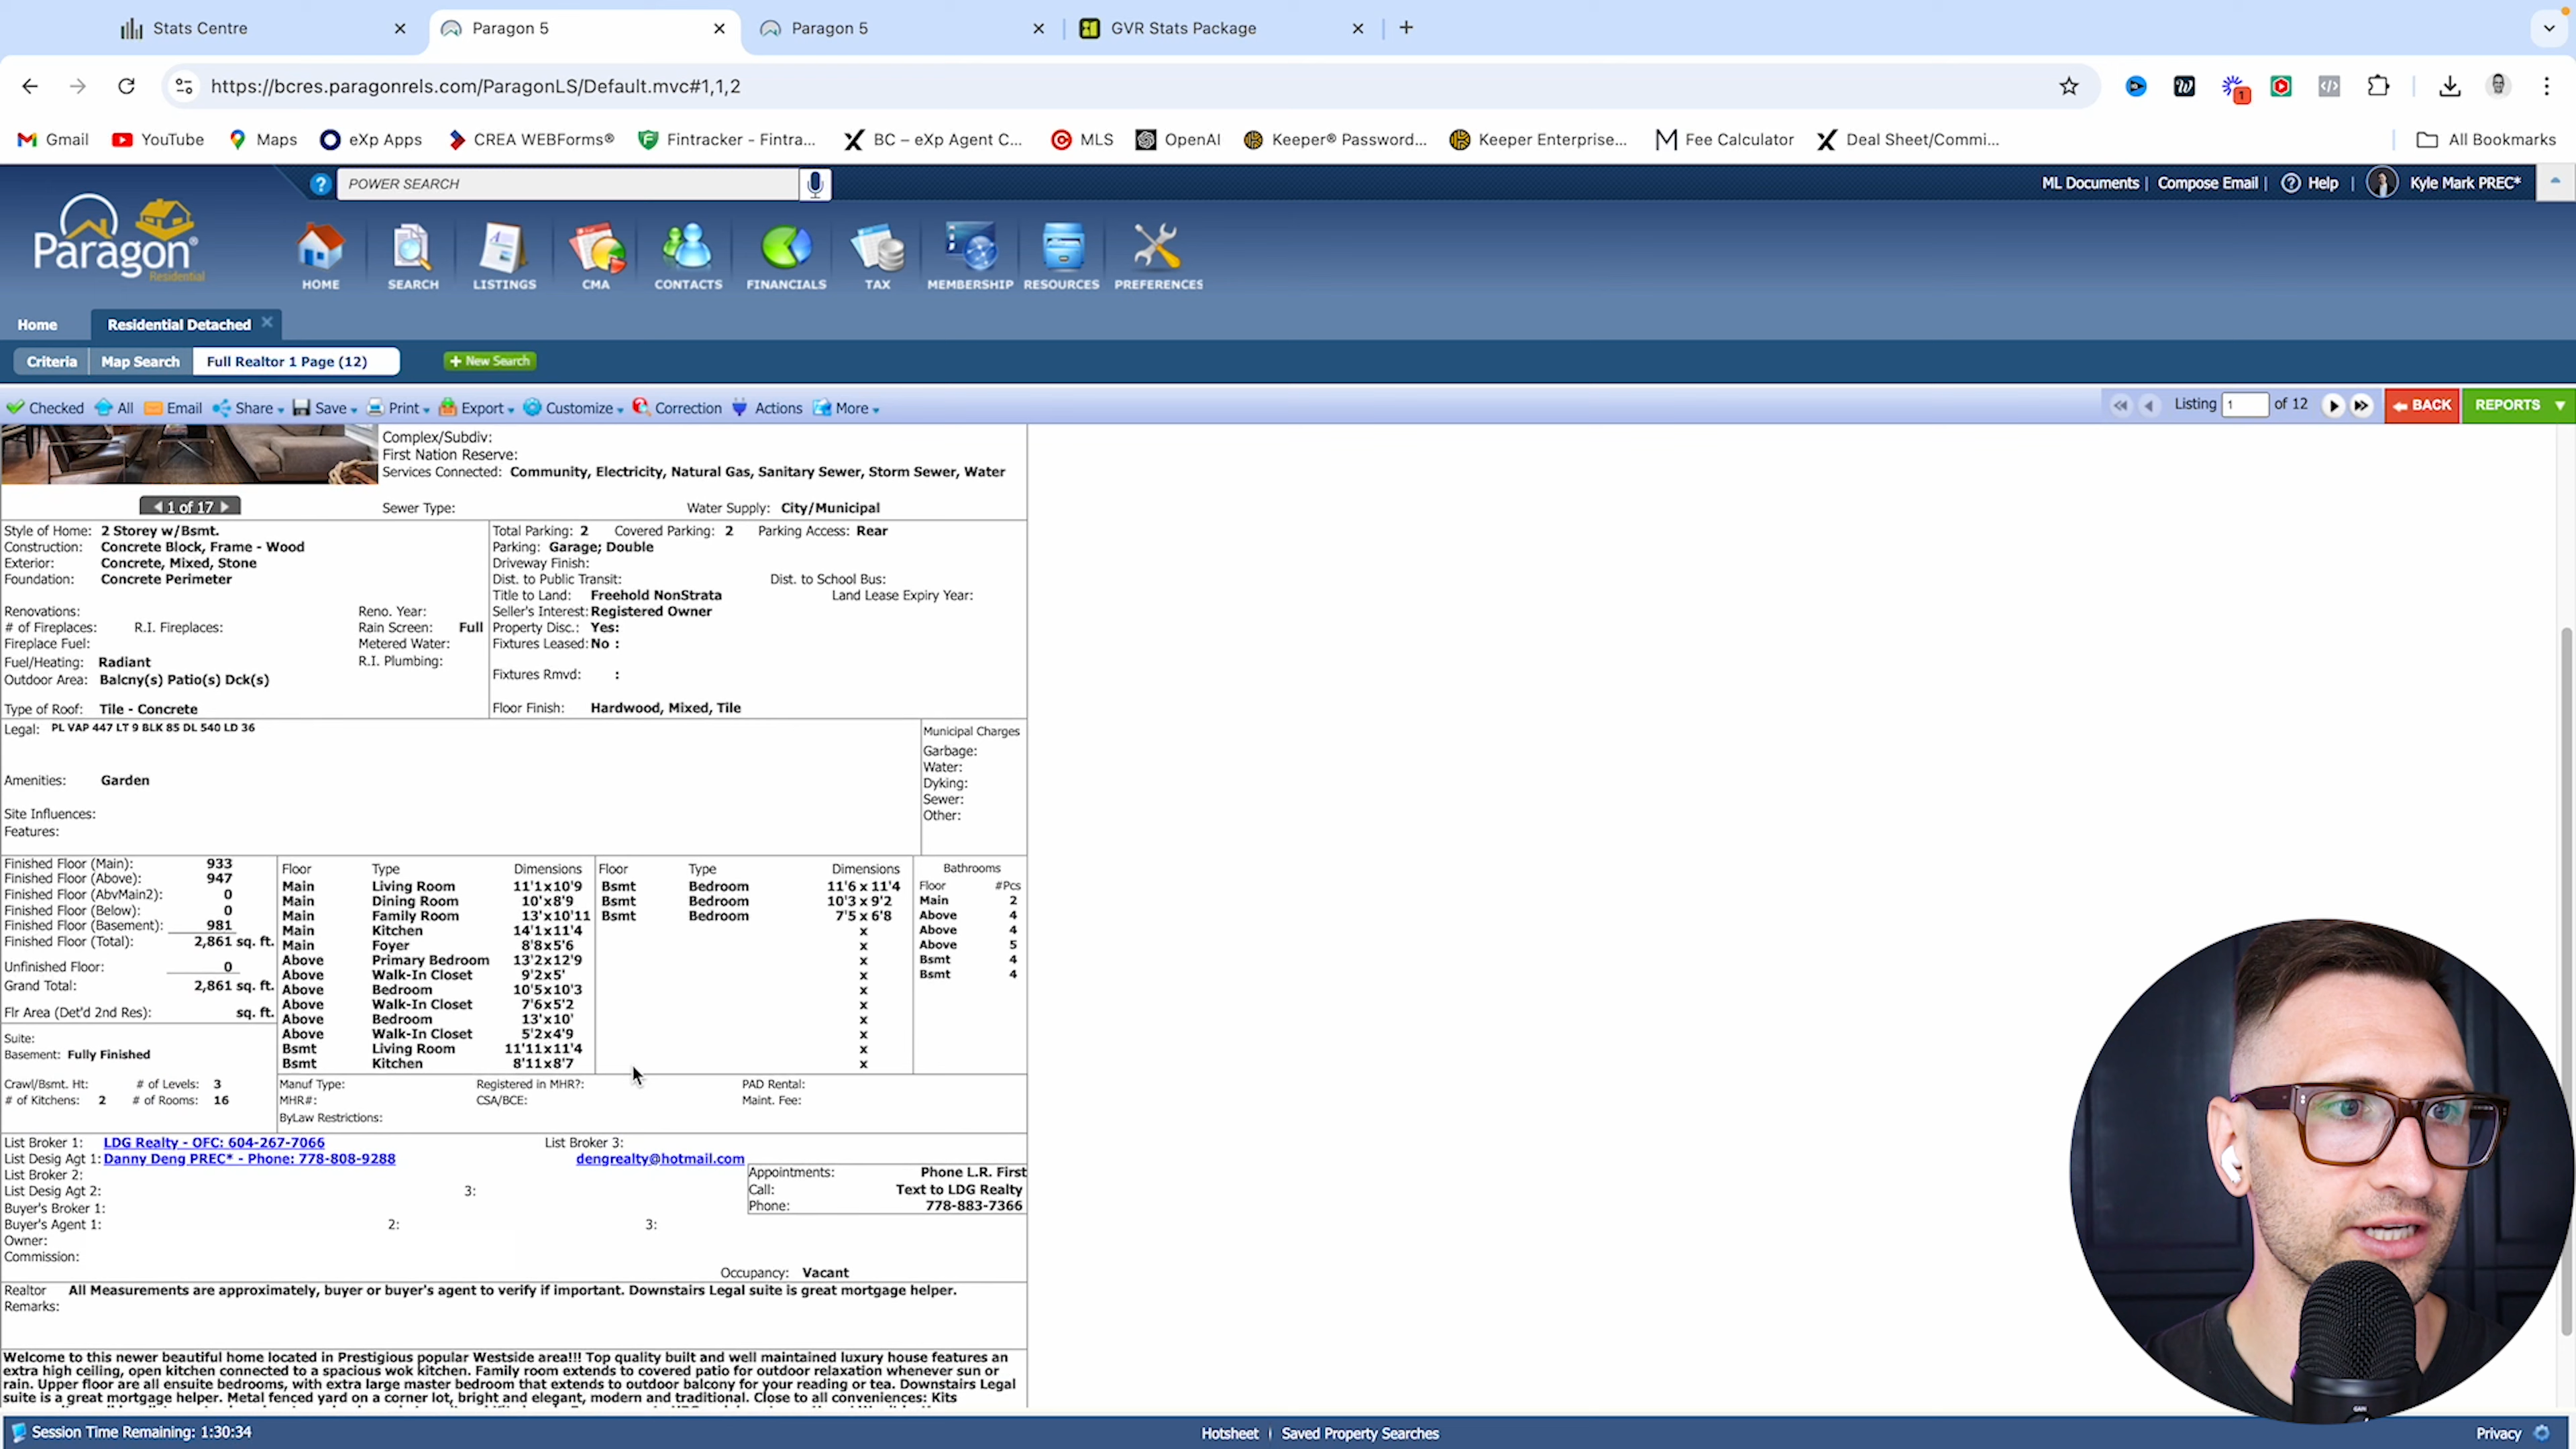 Stats Centre
Paragon 5
Paragon 5
GVR Stats Package
https://bcres.paragonrels.com/ParagonLS/Default.mvc#1,1,2
1
Gmail YouTube Maps eXp Apps CREA WEBForms® Fintracker - Fintra... BC – eXp Agent C... MLS OpenAI Keeper® Password... Keeper Enterprise... Fee Calculator Deal Sheet/Commi... All Bookmarks
POWER SEARCH
ML Documents | Compose Email | Help | Kyle Mark PREC*
Paragon®
Residential
HOME SEARCH LISTINGS CMA CONTACTS FINANCIALS TAX MEMBERSHIP RESOURCES PREFERENCES
Home Residential Detached
Criteria Map Search Full Realtor 1 Page (12) + New Search
Checked All Email Share Save Print Export Customize Correction Actions More Listing 1 of 12 BACK REPORTS
Complex/Subdiv:
First Nation Reserve:
Services Connected: Community, Electricity, Natural Gas, Sanitary Sewer, Storm Sewer, Water
1 of 17 Sewer Type: Water Supply: City/Municipal
Style of Home: 2 Storey w/Bsmt. Total Parking: 2 Covered Parking: 2 Parking Access: Rear
Construction: Concrete Block, Frame - Wood Parking: Garage; Double
Exterior: Concrete, Mixed, Stone Driveway Finish:
Foundation: Concrete Perimeter Dist. to Public Transit: Dist. to School Bus:
Title to Land: Freehold NonStrata Land Lease Expiry Year:
Renovations: Reno. Year: Seller's Interest: Registered Owner
# of Fireplaces: R.I. Fireplaces: Rain Screen: Full Property Disc.: Yes:
Fireplace Fuel: Metered Water: Fixtures Leased: No :
Fuel/Heating: Radiant R.I. Plumbing:
Outdoor Area: Balcny(s) Patio(s) Dck(s) Fixtures Rmvd: :
Type of Roof: Tile - Concrete Floor Finish: Hardwood, Mixed, Tile
Legal: PL VAP 447 LT 9 BLK 85 DL 540 LD 36 Municipal Charges
Garbage:
Water:
Amenities: Garden Dyking:
Sewer:
Site Influences: Other:
Features:
Finished Floor (Main): 933 Floor Type Dimensions Floor Type Dimensions Bathrooms
Finished Floor (Above): 947 Main Living Room 11'1x10'9 Bsmt Bedroom 11'6 x 11'4 Floor #Pcs
Finished Floor (AbvMain2): 0 Main Dining Room 10'x8'9 Bsmt Bedroom 10'3 x 9'2 Main 2
Finished Floor (Below): 0 Main Family Room 13'x10'11 Bsmt Bedroom 7'5 x 6'8 Above 4
Finished Floor (Basement): 981 Main Kitchen 14'1x11'4 x Above 4
Finished Floor (Total): 2,861 sq. ft. Main Foyer 8'8x5'6 x Above 5
Above Primary Bedroom 13'2x12'9 x Bsmt 4
Unfinished Floor: 0 Above Walk-In Closet 9'2x5' x Bsmt 4
Grand Total: 2,861 sq. ft. Above Bedroom 10'5x10'3 x
Above Walk-In Closet 7'6x5'2 x
Flr Area (Det'd 2nd Res): sq. ft. Above Bedroom 13'x10' x
Suite: Above Walk-In Closet 5'2x4'9 x
Basement: Fully Finished Bsmt Living Room 11'11x11'4 x
Bsmt Kitchen 8'11x8'7 x
Crawl/Bsmt. Ht: # of Levels: 3 Manuf Type: Registered in MHR?: PAD Rental:
# of Kitchens: 2 # of Rooms: 16 MHR#: CSA/BCE: Maint. Fee:
ByLaw Restrictions:
List Broker 1: LDG Realty - OFC: 604-267-7066 List Broker 3:
List Desig Agt 1: Danny Deng PREC* - Phone: 778-808-9288 dengrealty@hotmail.com
List Broker 2: Appointments: Phone L.R. First
List Desig Agt 2: 3: Call: Text to LDG Realty
Buyer's Broker 1: Phone: 778-883-7366
Buyer's Agent 1: 2: 3:
Owner:
Commission:
Occupancy: Vacant
Realtor Remarks: All Measurements are approximately, buyer or buyer's agent to verify if important. Downstairs Legal suite is great mortgage helper.
Welcome to this newer beautiful home located in Prestigious popular Westside area!!! Top quality built and well maintained luxury house features an
extra high ceiling, open kitchen connected to a spacious wok kitchen. Family room extends to covered patio for outdoor relaxation whenever sun or
rain. Upper floor are all ensuite bedrooms, with extra large master bedroom that extends to outdoor balcony for your reading or tea. Downstairs Legal
suite is a great mortgage helper. Metal fenced yard on a corner lot, bright and elegant, modern and traditional. Close to all conveniences: Kits
Session Time Remaining: 1:30:34 Hotsheet | Saved Property Searches Privacy
GAIN